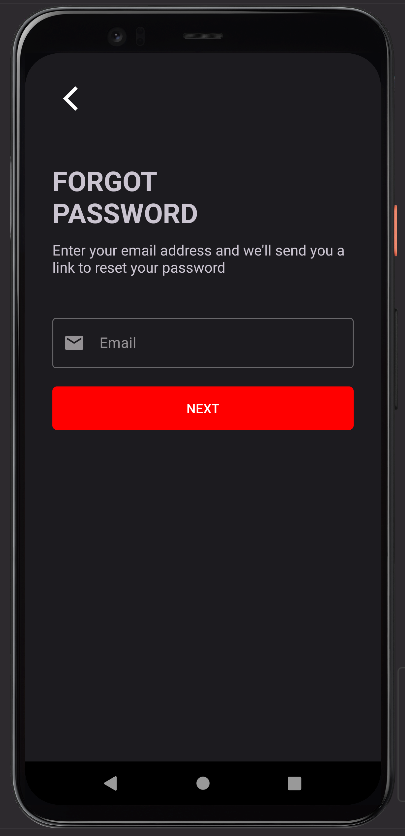 FORGOT
PASSWORD
Enter your email address and we'll send you a
link to reset your password
Email
NEXT